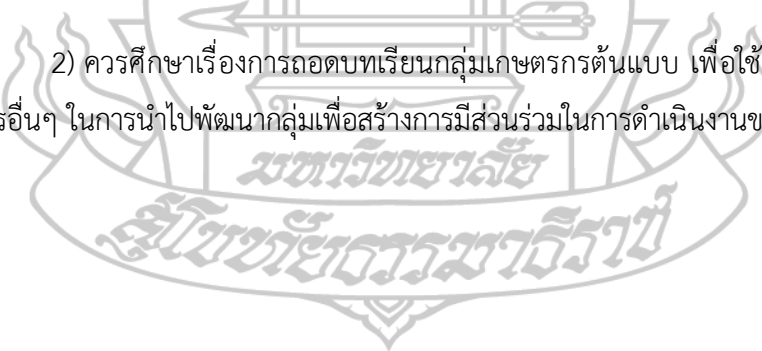 2) ควรศึกษาเรื่องการถอดบทเรียนกลุ่มเกษตรกรต้นแบบ เพื่อใช้
รอื่นๆ ในการนำไปพัฒนากลุ่มเพื่อสร้างการมีส่วนร่วมในการดำเนินงานข
มหาวิทยาลัย
สุโขทัยธรรมาธิราช